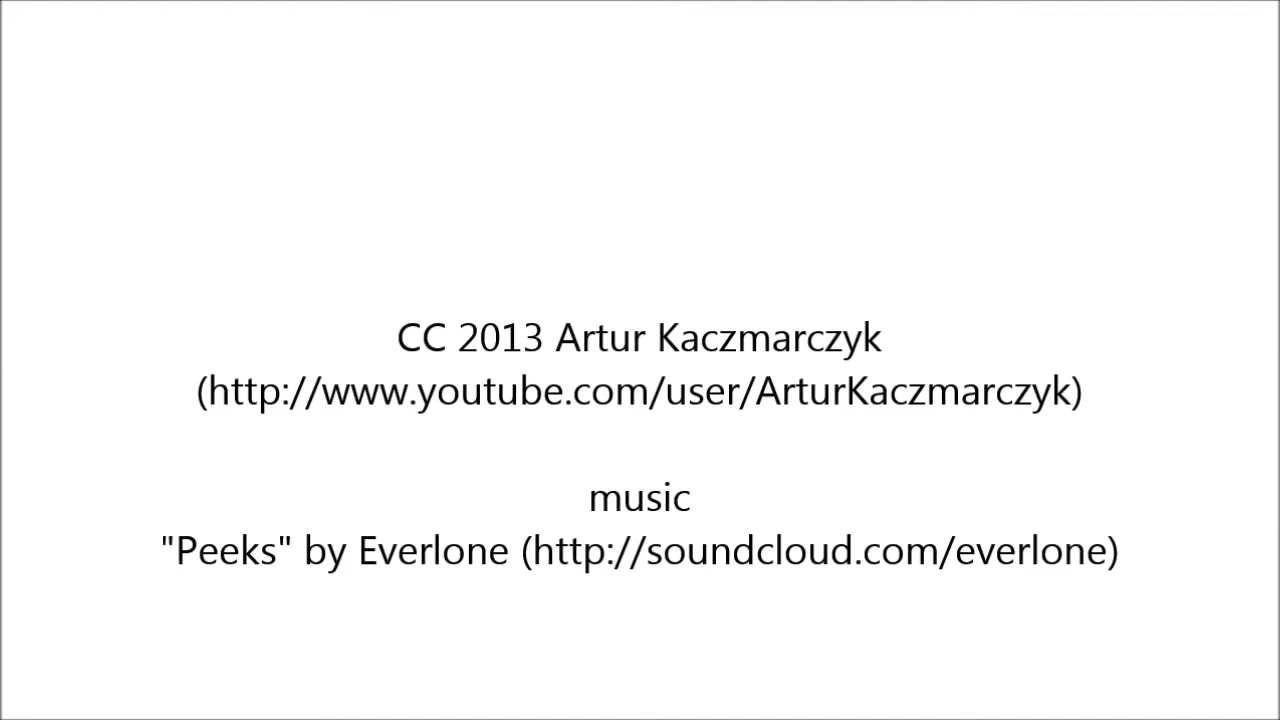 CC 2013 Artur Kaczmarczyk
(http://www.youtube.com/user/ArturKaczmarczyk)
music
"Peeks" by Everlone (http://soundcloud.com/everlone)